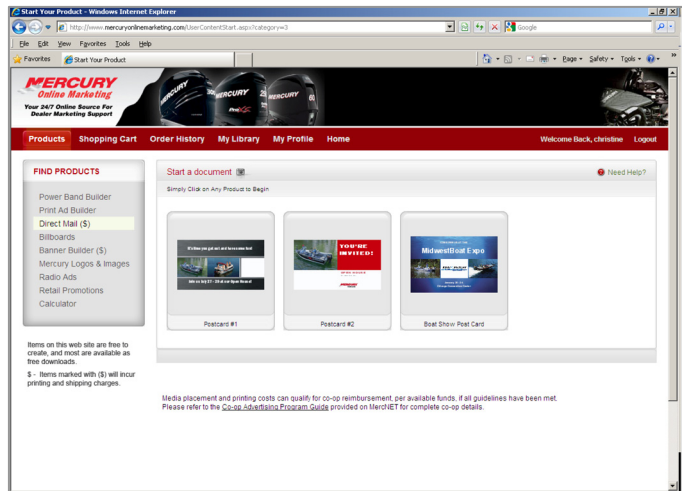 Start Your Product - Windows Internet Explorer
http://www.mercuryonlinemarketing.com/UserContentStart.aspx?category=3
Google
File Edit View Favorites Tools Help
Favorites
Start Your Product
Page Safety Tools
MERCURY
Online Marketing
Your 24/7 Online Source For
Dealer Marketing Support
MERCURY
MERCURY 60
Products Shopping Cart Order History My Library My Profile Home
Welcome Back, christine Logout
FIND PRODUCTS
Power Band Builder
Print Ad Builder
Direct Mail ($)
Billboards
Banner Builder ($)
Mercury Logos & Images
Radio Ads
Retail Promotions
Calculator
Items on this web site are free to
create, and most are available as
free downloads.
$ - Items marked with ($) will incur
printing and shipping charges.
Start a document
Need Help?
Simply Click on Any Product to Begin
YOU'RE
INVITED!
MidwestBoat Expo
Postcard #1
Postcard #2
Boat Show Post Card
Media placement and printing costs can qualify for co-op reimbursement, per available funds, if all guidelines have been met.
Please refer to the Co-op Advertising Program Guide provided on MercNET for complete co-op details.